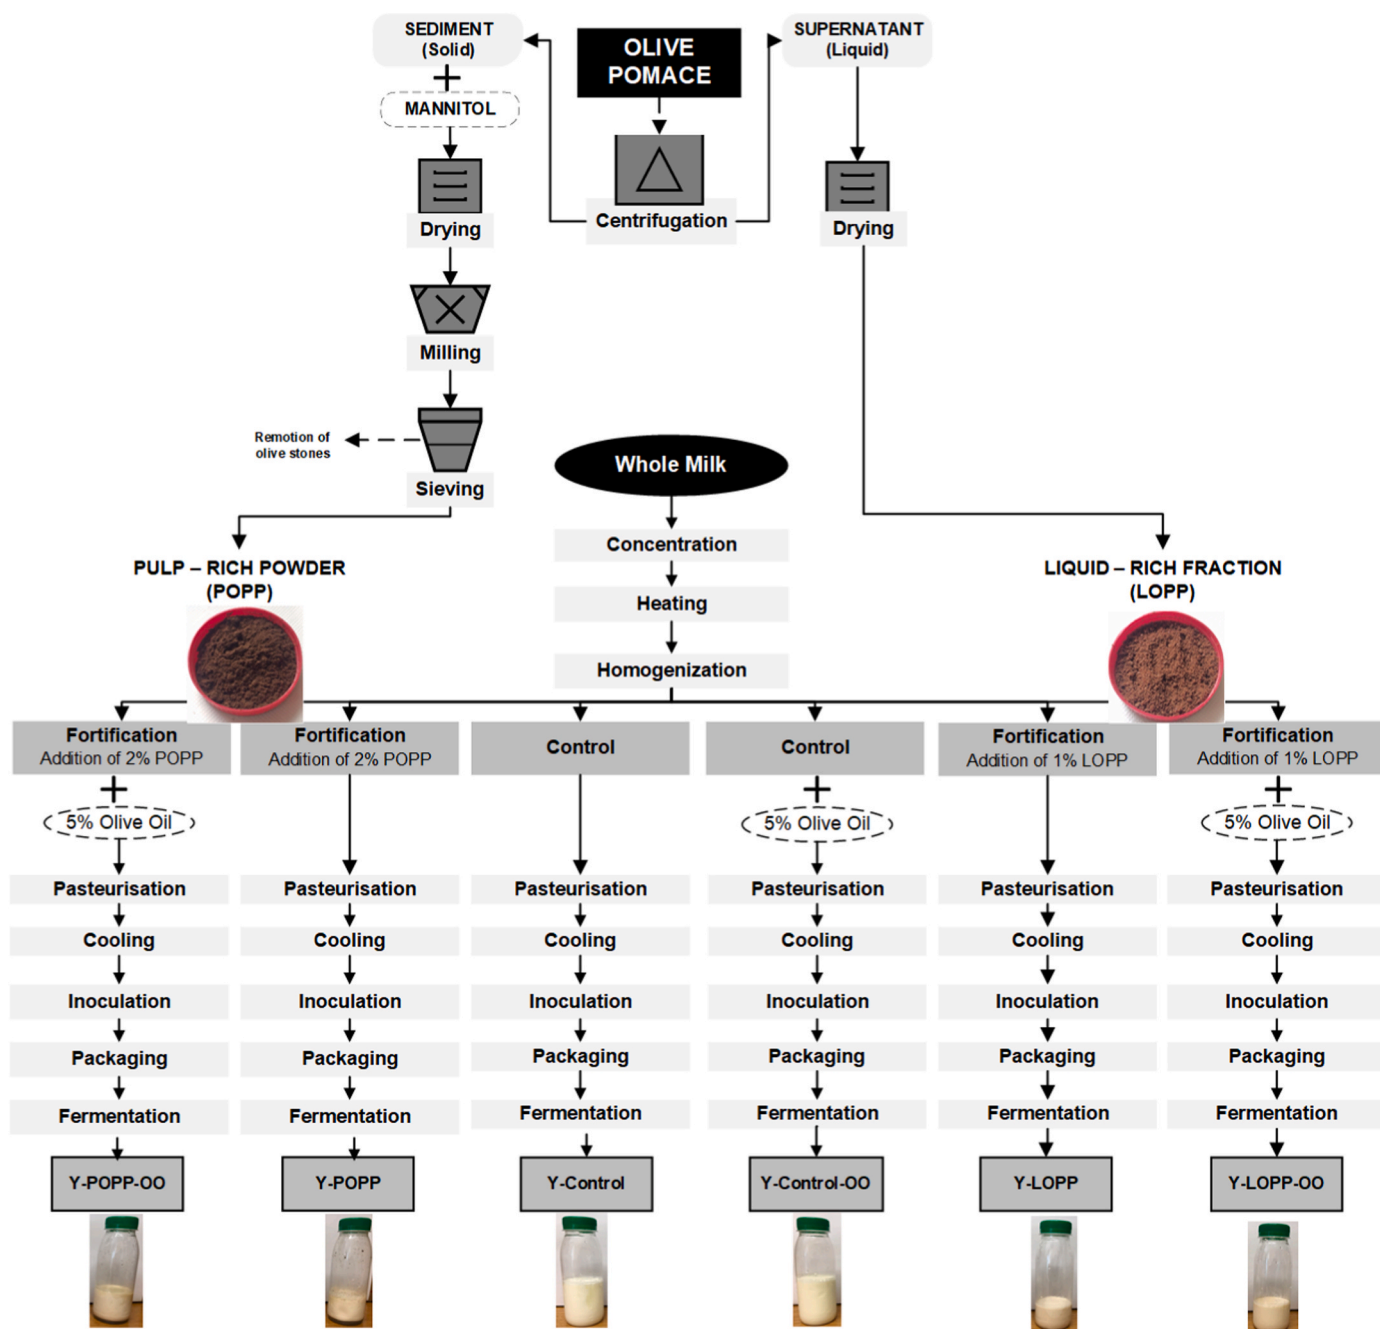 SEDIMENT
(Solid)
OLIVE
POMACE
SUPERNATANT
(Liquid)
MANNITOL
Drying
Centrifugation
Drying
Milling
Remotion of
olive stones
Sieving
Whole Milk
Concentration
Heating
Homogenization
PULP – RICH POWDER
(POPP)
LIQUID – RICH FRACTION
(LOPP)
Fortification
Addition of 2% POPP
Fortification
Addition of 2% POPP
Control
Control
Fortification
Addition of 1% LOPP
Fortification
Addition of 1% LOPP
5% Olive Oil
5% Olive Oil
5% Olive Oil
Pasteurisation
Pasteurisation
Pasteurisation
Pasteurisation
Pasteurisation
Pasteurisation
Cooling
Cooling
Cooling
Cooling
Cooling
Cooling
Inoculation
Inoculation
Inoculation
Inoculation
Inoculation
Inoculation
Packaging
Packaging
Packaging
Packaging
Packaging
Packaging
Fermentation
Fermentation
Fermentation
Fermentation
Fermentation
Fermentation
Y-POPP-OO
Y-POPP
Y-Control
Y-Control-OO
Y-LOPP
Y-LOPP-OO